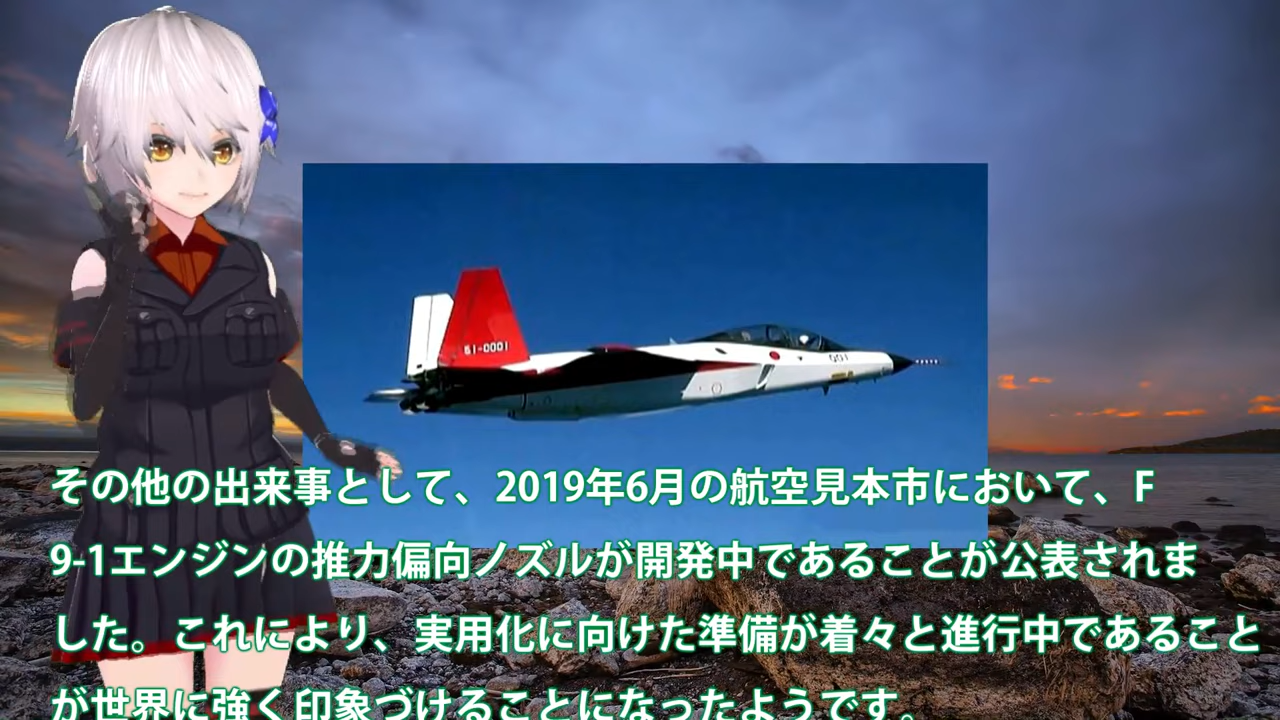 51-0001
001
その他の出来事として、2019年6月の航空見本市において、F
9-1エンジンの推力偏向ノズルが開発中であることが公表されま
した。これにより、実用化に向けた準備が着々と進行中であること
が世界に強く印象づけることになったようです。